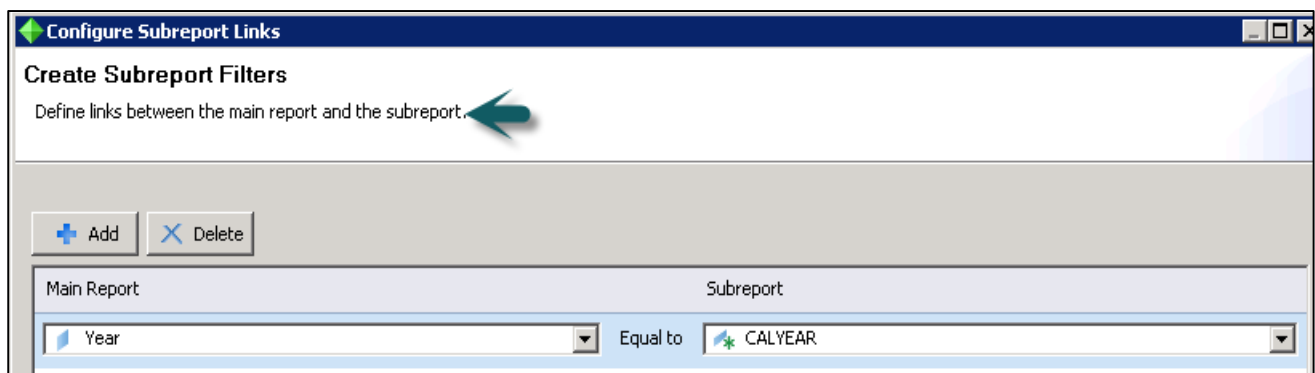 Configure Subreport Links
Create Subreport Filters
Define links between the main report and the subreport.
Add Delete
Main Report Subreport
Year Equal to CALYEAR